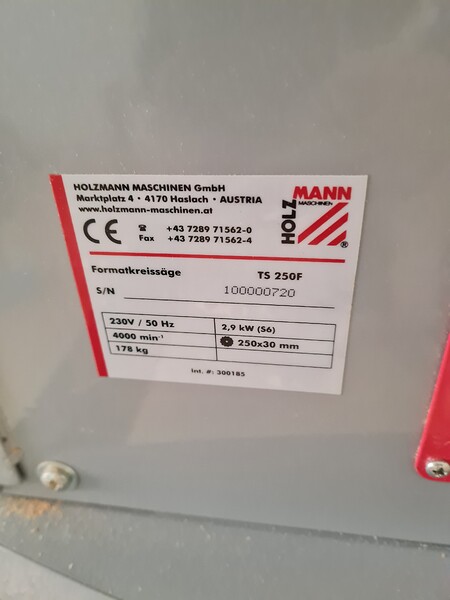 HOLZMANN MASCHINEN GmbH
Marktplatz 4 • 4170 Haslach • AUSTRIA
www.holzmann-maschinen.at
CE ☎ +43 7289 71562-0
Fax +43 7289 71562-4
HOLZ
MANN
MASCHINEN
®
Formatkreissäge TS 250F
S/N 100000720
230V / 50 Hz 2,9 kW (S6)
4000 min⁻¹ 250x30 mm
178 kg
Int. #: 300185